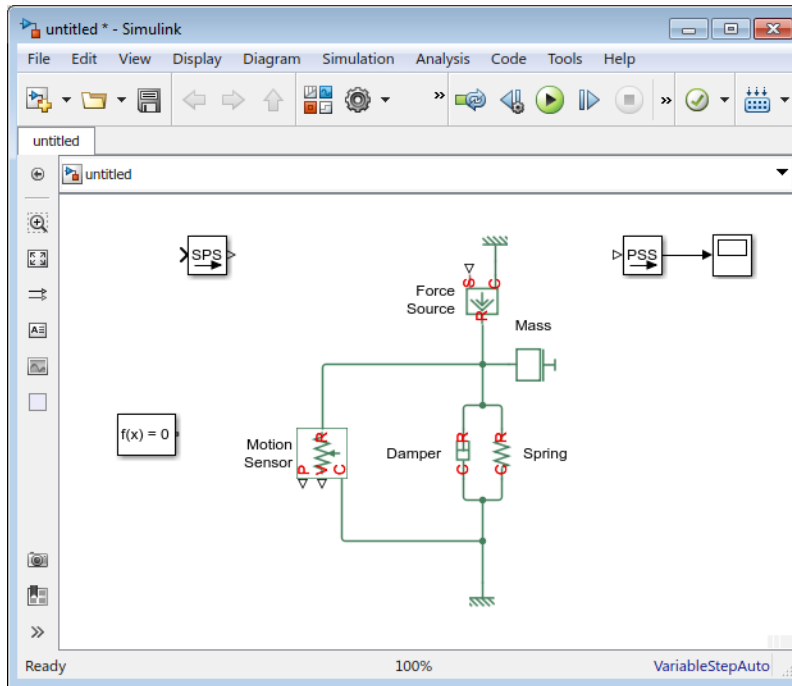 untitled * - Simulink
File Edit View Display Diagram Simulation Analysis Code Tools Help
» »
untitled
untitled
SPS
PSS
S C
Force
Source
R
Mass
f(x) = 0
Motion
Sensor
R
P V C
Damper
R
C
R
C
Spring
A
»
Ready 100% VariableStepAuto